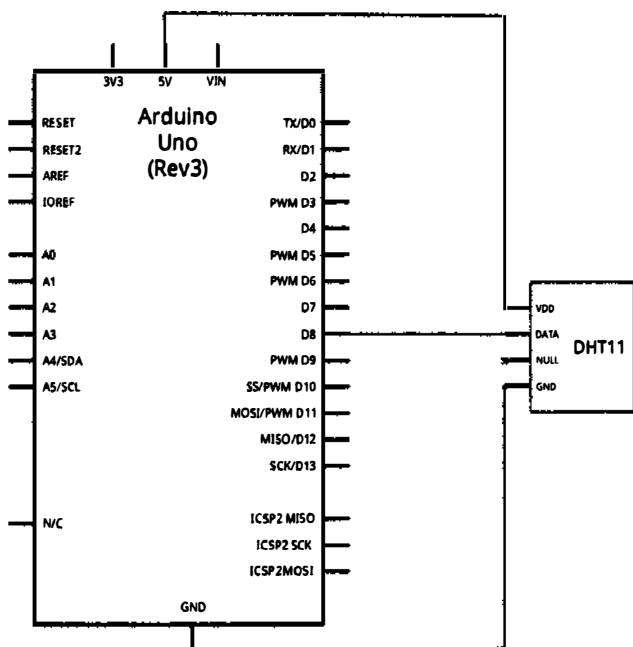 3V3
5V
VIN
Arduino
Uno
(Rev3)
RESET
RESET2
AREF
IOREF
A0
A1
A2
A3
A4/SDA
A5/SCL
N/C
TX/D0
RX/D1
D2
PWM D3
D4
PWM D5
PWM D6
D7
D8
PWM D9
SS/PWM D10
MOSI/PWM D11
MISO/D12
SCK/D13
ICSP2 MISO
ICSP2 SCK
ICSP2MOSI
GND
VDD
DATA
NULL
GND
DHT11